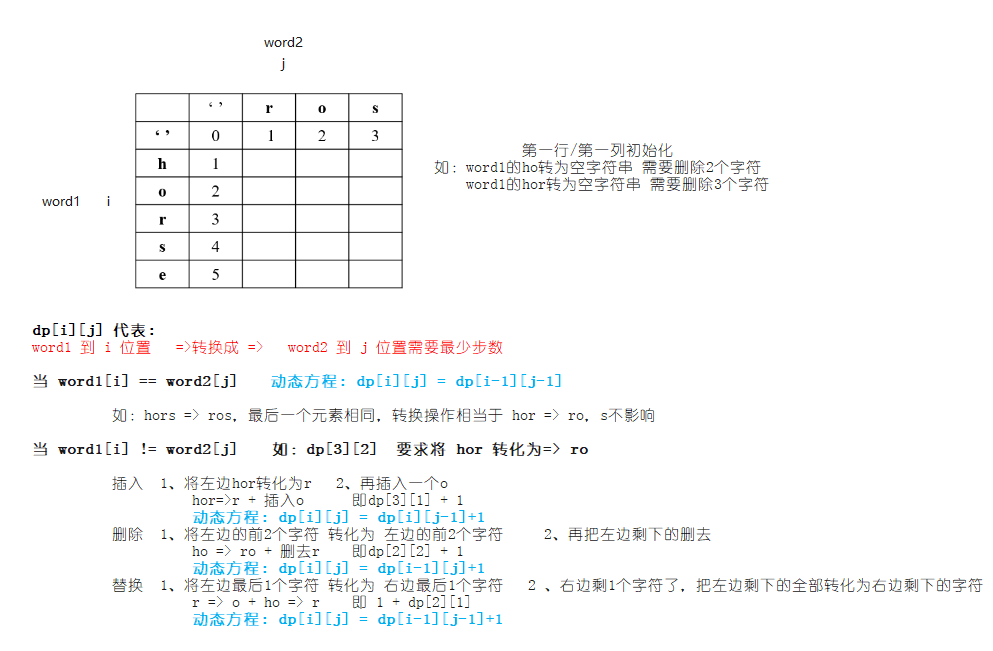 word2
j
‘ ’ r o s
‘ ’ 0 1 2 3
第一行/第一列初始化
h 1
如: word1的ho转为空字符串 需要删除2个字符
word1的hor转为空字符串 需要删除3个字符
o 2
word1 i
r 3
s 4
e 5
dp[i][j] 代表:
word1 到 i 位置 =>转换成 => word2 到 j 位置需要最少步数
当 word1[i] == word2[j] 动态方程: dp[i][j] = dp[i-1][j-1]
如: hors => ros, 最后一个元素相同, 转换操作相当于 hor => ro, s不影响
当 word1[i] != word2[j] 如: dp[3][2] 要求将 hor 转化为=> ro
插入 1、将左边hor转化为r 2、再插入一个o
hor=>r + 插入o 即dp[3][1] + 1
动态方程: dp[i][j] = dp[i][j-1]+1
删除 1、将左边的前2个字符 转化为 左边的前2个字符 2、再把左边剩下的删去
ho => ro + 删去r 即dp[2][2] + 1
动态方程: dp[i][j] = dp[i-1][j]+1
替换 1、将左边最后1个字符 转化为 右边最后1个字符 2 、右边剩1个字符了, 把左边剩下的全部转化为右边剩下的字符
r => o + ho => r 即 1 + dp[2][1]
动态方程: dp[i][j] = dp[i-1][j-1]+1